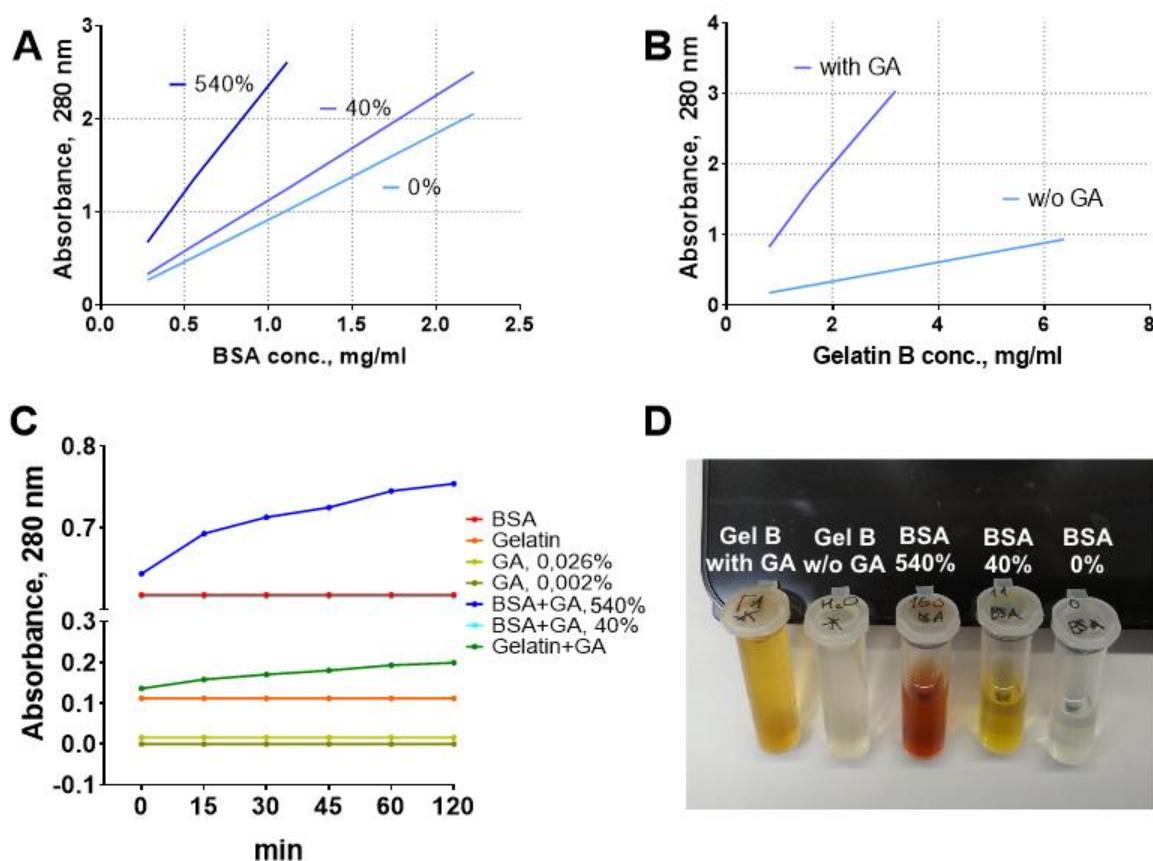 A
Absorbance, 280 nm
3
2
1
0
540%
40%
0%
0.0 0.5 1.0 1.5 2.0 2.5
BSA conc., mg/ml
B
Absorbance, 280 nm
4
3
2
1
0
with GA
w/o GA
0 2 4 6 8
Gelatin B conc., mg/ml
C
Absorbance, 280 nm
0.8
0.7
0.3
0.2
0.1
0.0
-0.1
0 15 30 45 60 120
min
BSA
Gelatin
GA, 0,026%
GA, 0,002%
BSA+GA, 540%
BSA+GA, 40%
Gelatin+GA
D
Gel B Gel B BSA BSA BSA
with GA w/o GA 540% 40% 0%
H2O
BSA
11
BSA
0
BSA